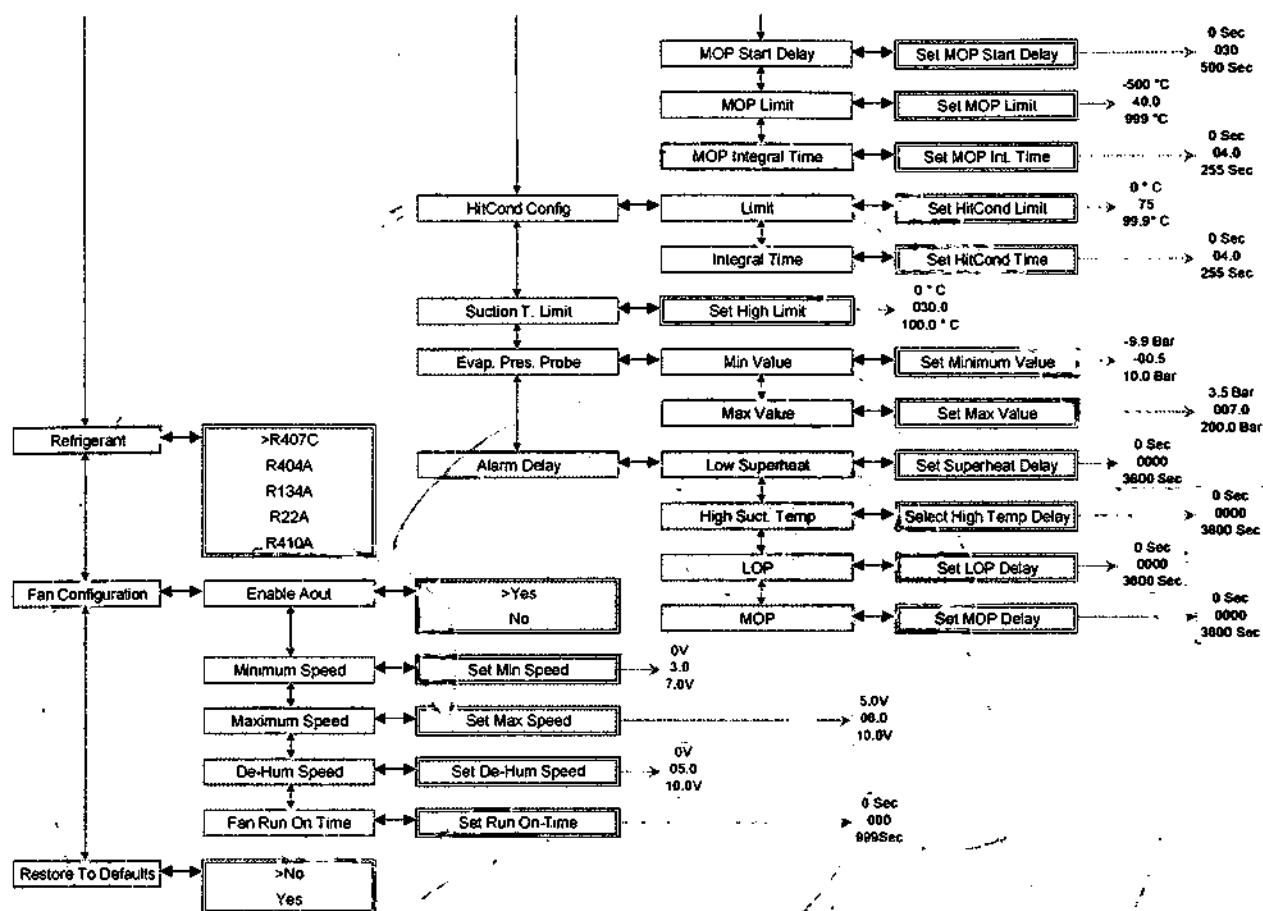 0 Sec
MOP Start Delay
Set MOP Start Delay
030
500 Sec
-500 °C
MOP Limit
Set MOP Limit
40.0
999 °C
0 Sec
MOP Integral Time
Set MOP Int. Time
04.0
255 Sec
0 ° C
HitCond Config
Limit
Set HitCond Limit
75
99.9° C
0 Sec
Integral Time
Set HitCond Time
04.0
255 Sec
0 ° C
Suction T. Limit
Set High Limit
030.0
100.0 ° C
-9.9 Bar
Evap. Pres. Probe
Min Value
Set Minimum Value
-00.5
10.0 Bar
3.5 Bar
Max Value
Set Max Value
007.0
200.0 Bar
Refrigerant
>R407C
R404A
R134A
R22A
R410A
0 Sec
Alarm Delay
Low Superheat
Set Superheat Delay
0000
3600 Sec
0 Sec
High Suct. Temp
Select High Temp Delay
0000
3600 Sec
0 Sec
LOP
Set LOP Delay
0000
3600 Sec
0 Sec
MOP
Set MOP Delay
0000
3600 Sec
Fan Configuration
Enable Aout
>Yes
No
0V
Minimum Speed
Set Min Speed
3.0
7.0V
5.0V
Maximum Speed
Set Max Speed
08.0
10.0V
0V
De-Hum Speed
Set De-Hum Speed
05.0
10.0V
0 Sec
Fan Run On Time
Set Run On-Time
000
999Sec
Restore To Defaults
>No
Yes